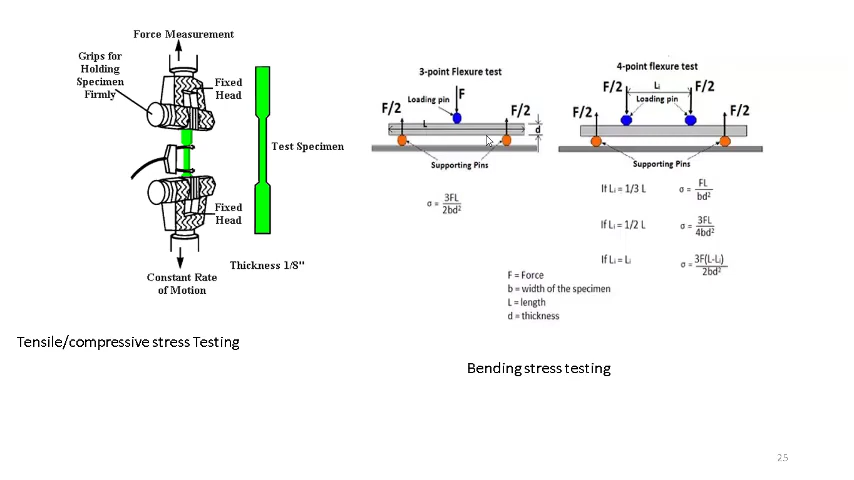 Force Measurement
Grips for
Holding
Specimen
Firmly
Fixed
Head
Test Specimen
Fixed
Head
Constant Rate
of Motion
Thickness 1/8"
Tensile/compressive stress Testing
3-point Flexure test
F
Loading pin
F/2
F/2
L
d
Supporting Pins
σ = 3FL/2bd²
4-point flexure test
F/2
Lᵢ
F/2
Loading pin
F/2
F/2
Supporting Pins
If Lᵢ = 1/3 L σ = FL/bd²
If Lᵢ = 1/2 L σ = 3FL/4bd²
If Lᵢ = Lᵢ σ = 3F(L-Lᵢ)/2bd²
F = Force
b = width of the specimen
L = length
d = thickness
Bending stress testing
25